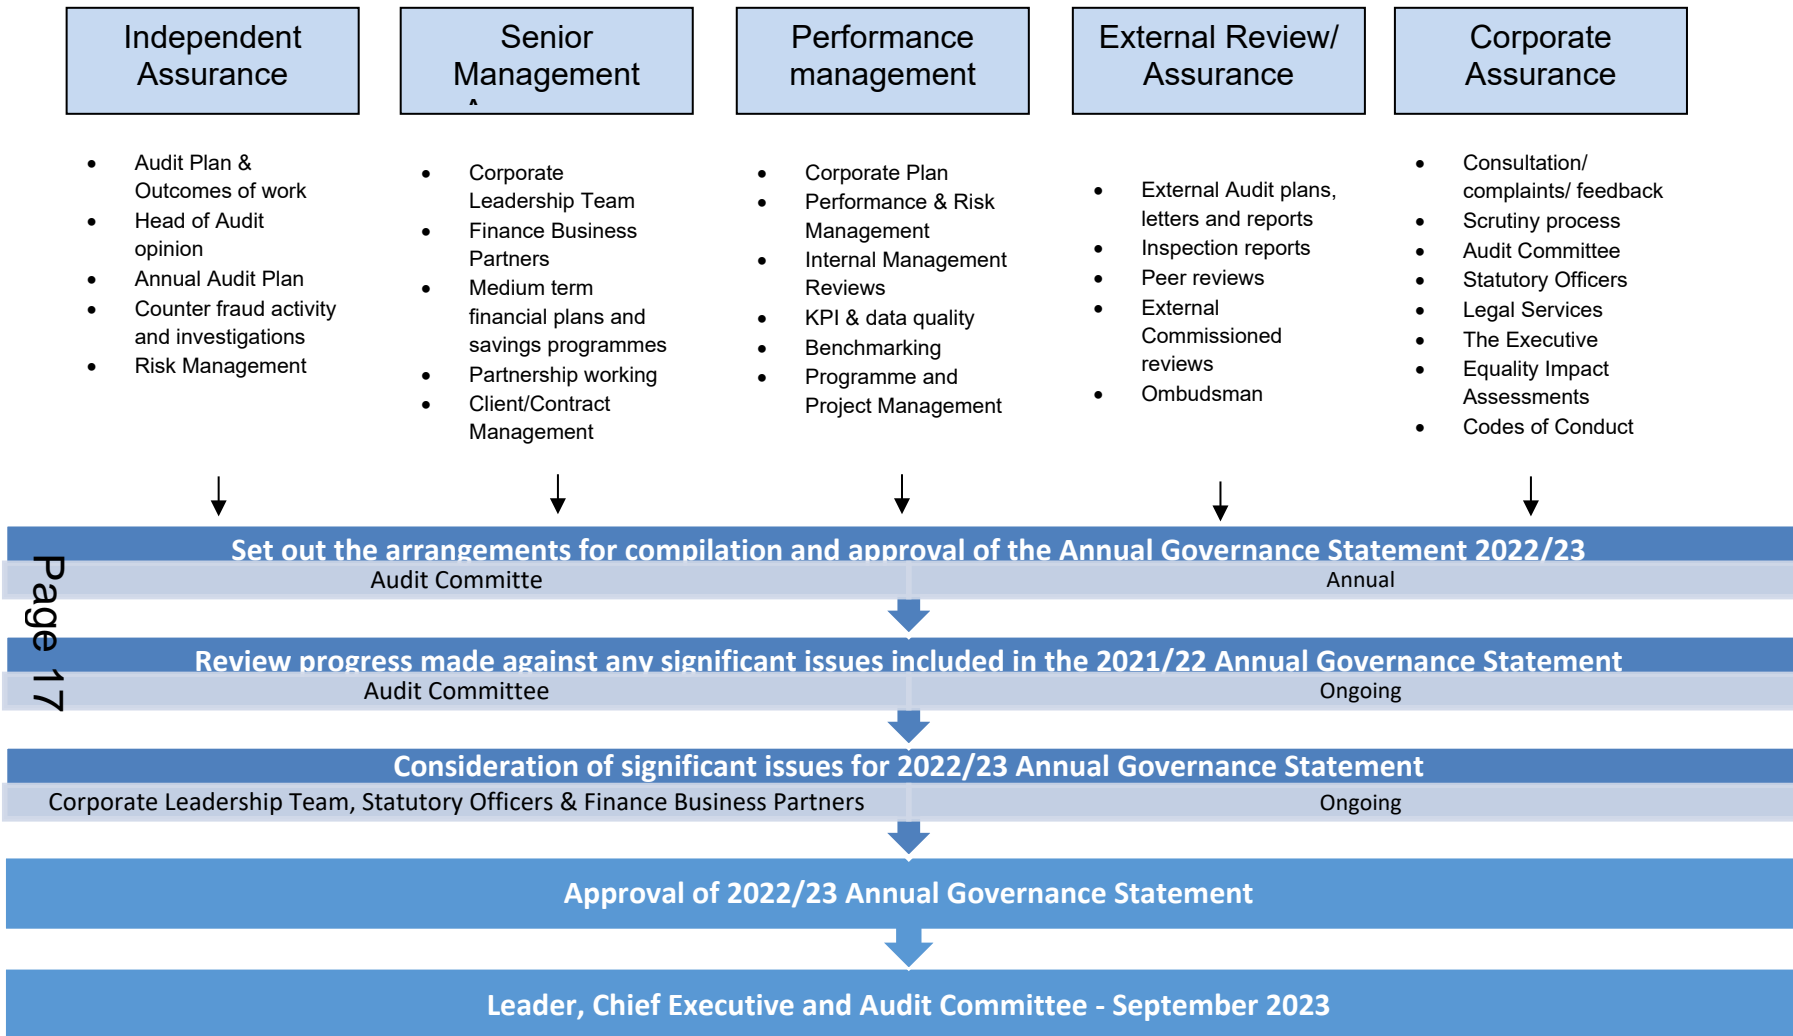 Independent
Assurance
Senior
Management
Performance
management
External Review/
Assurance
Corporate
Assurance
• Audit Plan &
Outcomes of work
• Head of Audit
opinion
• Annual Audit Plan
• Counter fraud activity
and investigations
• Risk Management
• Corporate
Leadership Team
• Finance Business
Partners
• Medium term
financial plans and
savings programmes
• Partnership working
• Client/Contract
Management
• Corporate Plan
• Performance & Risk
Management
• Internal Management
Reviews
• KPI & data quality
• Benchmarking
• Programme and
Project Management
• External Audit plans,
letters and reports
• Inspection reports
• Peer reviews
• External
Commissioned
reviews
• Ombudsman
• Consultation/
complaints/ feedback
• Scrutiny process
• Audit Committee
• Statutory Officers
• Legal Services
• The Executive
• Equality Impact
Assessments
• Codes of Conduct
Set out the arrangements for compilation and approval of the Annual Governance Statement 2022/23
Audit Committe
Annual
Review progress made against any significant issues included in the 2021/22 Annual Governance Statement
Audit Committee
Ongoing
Consideration of significant issues for 2022/23 Annual Governance Statement
Corporate Leadership Team, Statutory Officers & Finance Business Partners
Ongoing
Approval of 2022/23 Annual Governance Statement
Leader, Chief Executive and Audit Committee - September 2023
Page 17